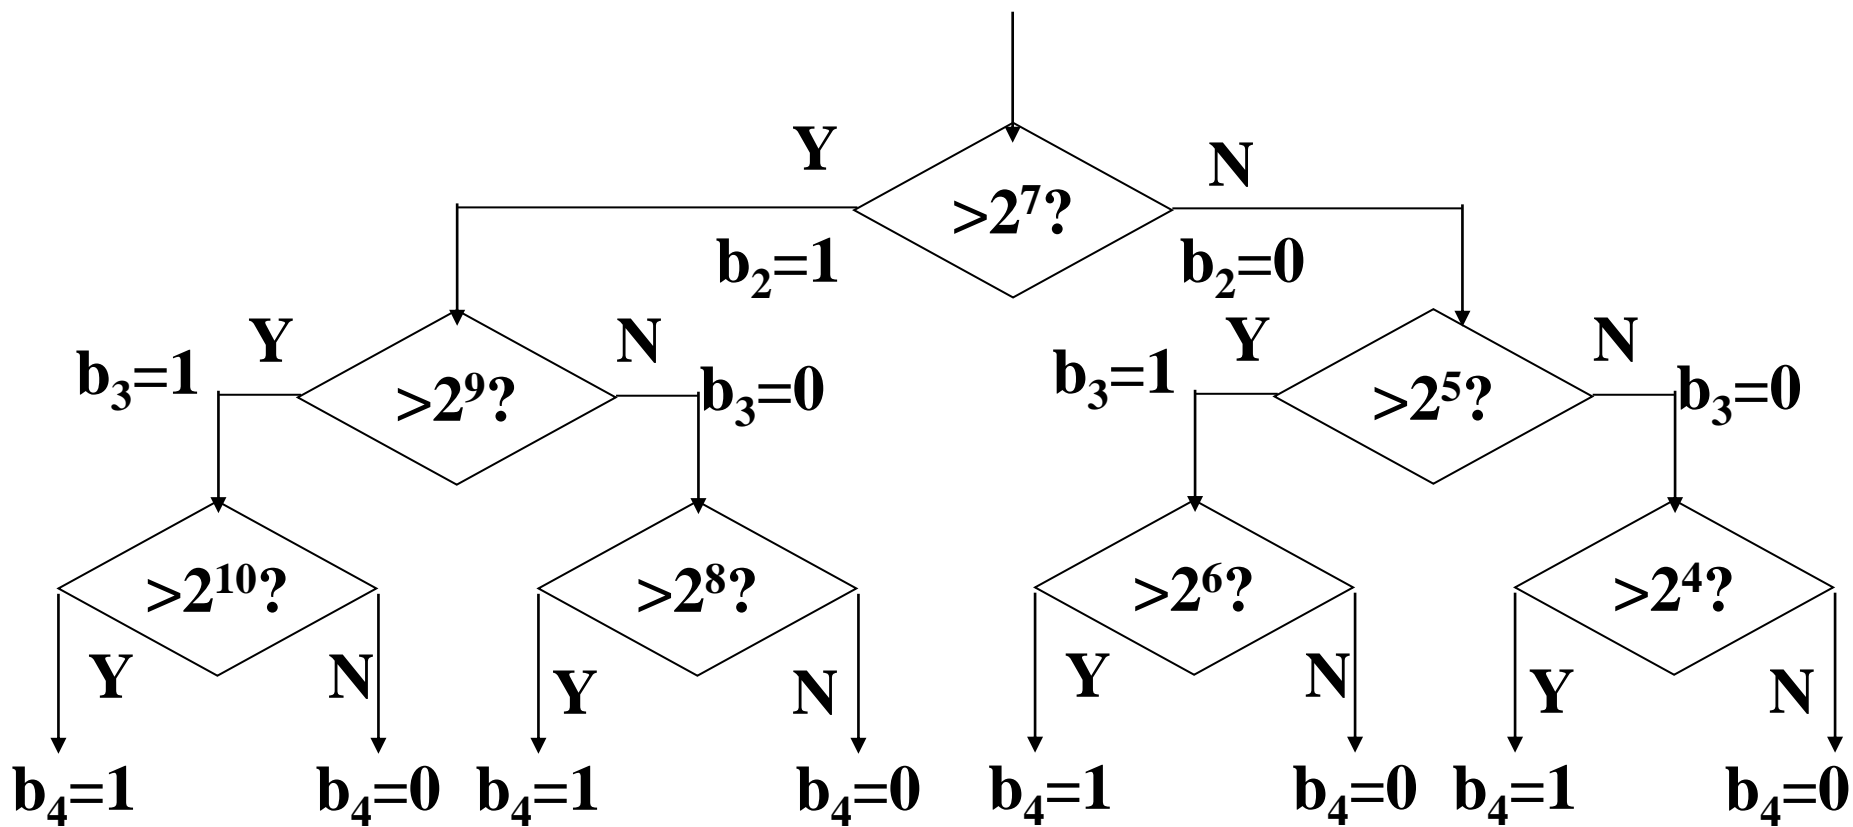 Y N
>2⁷?
b₂=1 b₂=0
Y N Y N
b₃=1 >2⁹? b₃=0 b₃=1 >2⁵? b₃=0
>2¹⁰? >2⁸? >2⁶? >2⁴?
Y N Y N Y N Y N
b₄=1 b₄=0 b₄=1 b₄=0 b₄=1 b₄=0 b₄=1 b₄=0